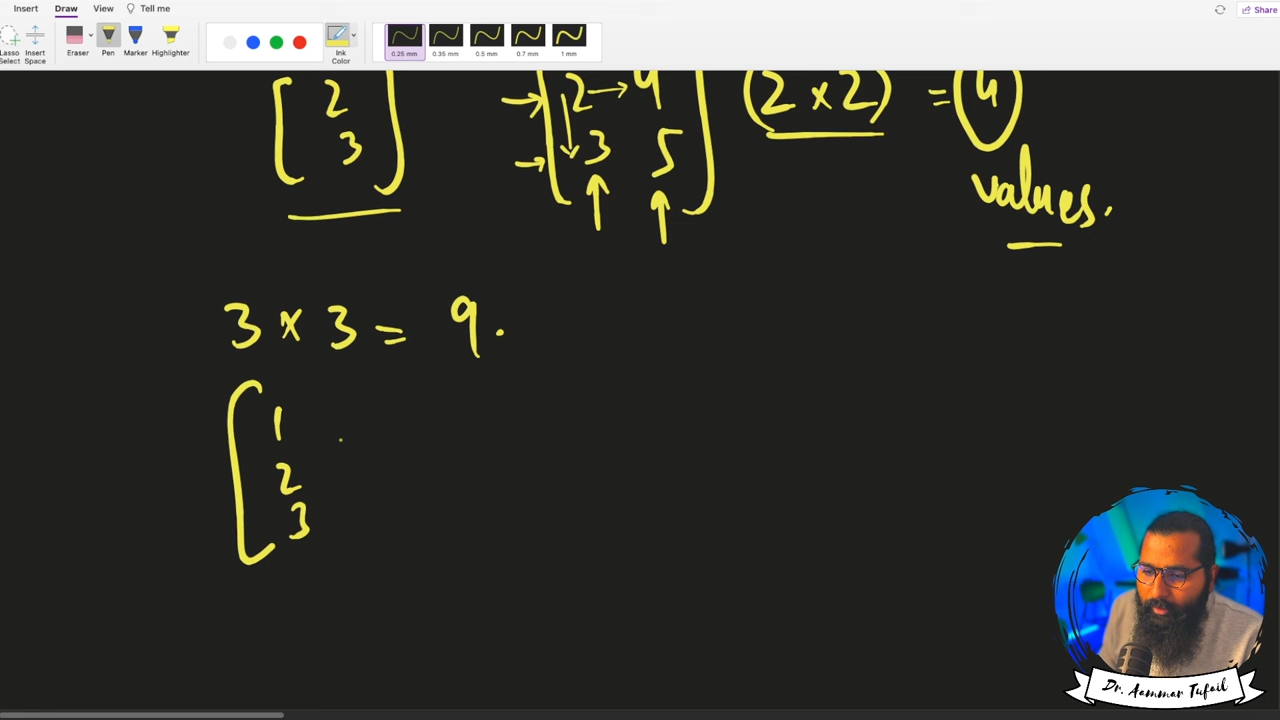 Insert Draw View Tell me
Share
Lasso Select
Insert Space
Eraser
Pen
Marker
Highlighter
Ink Color
0.25 mm
0.35 mm
0.5 mm
0.7 mm
1 mm
2 2 → 4 (2 × 2) = 4
3 3 5
values.
3 × 3 = 9.
1
2
3
Dr. Aammar Tufail